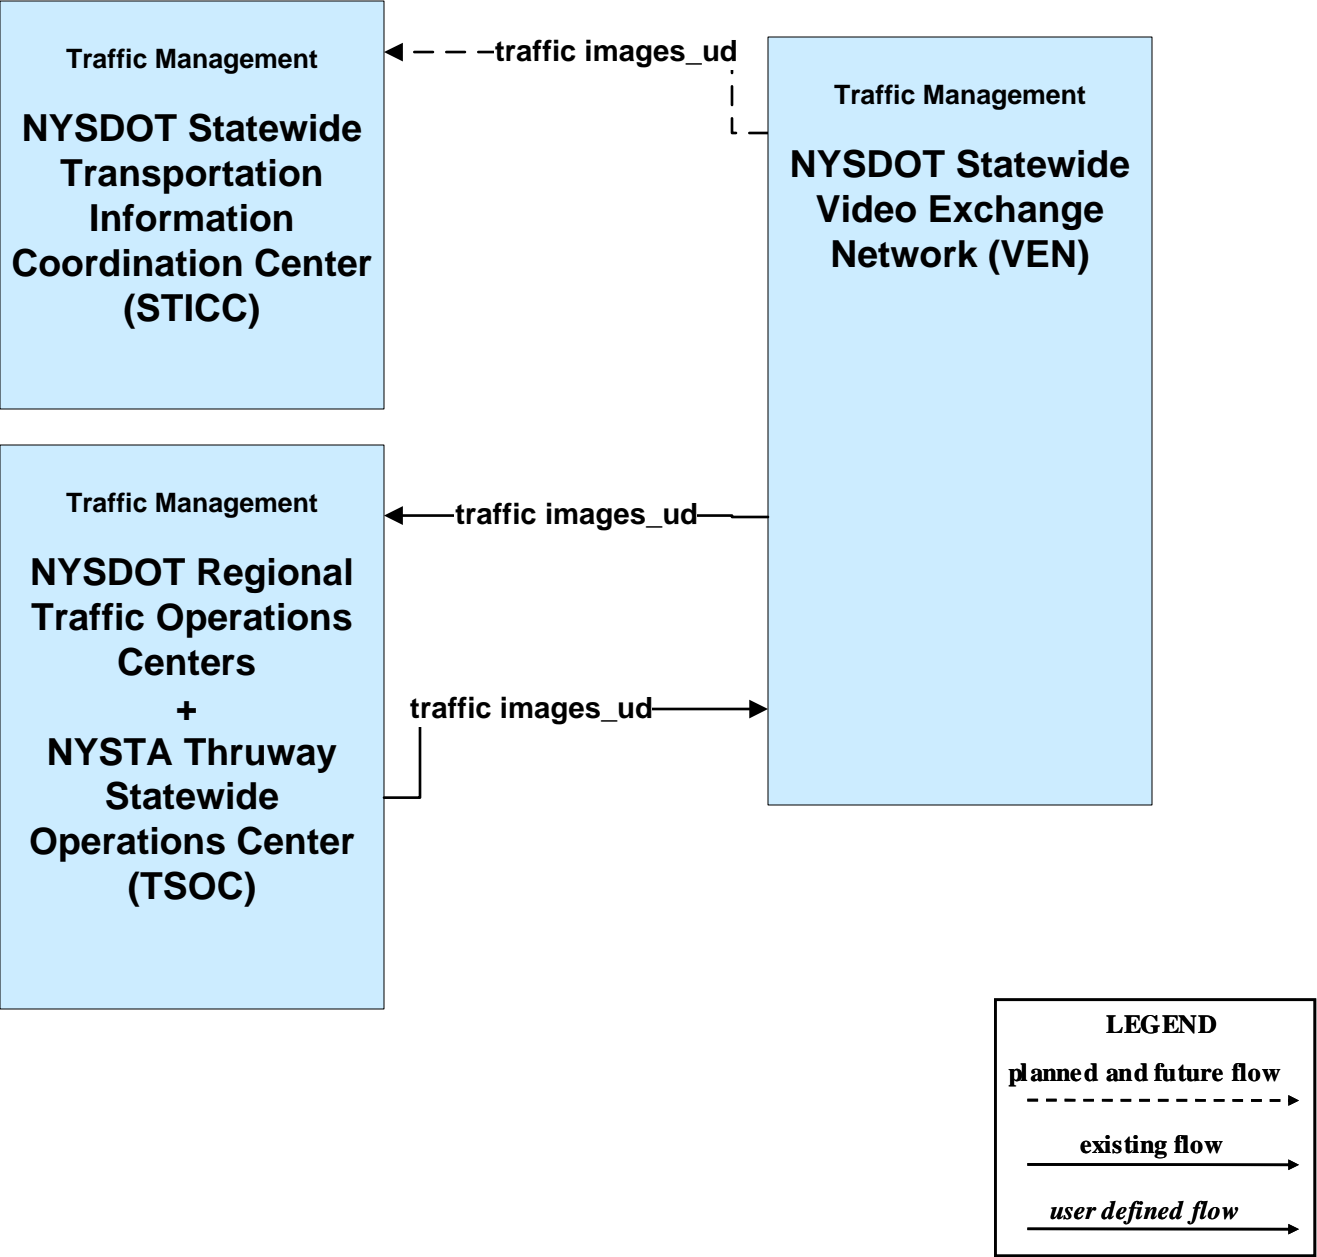 Traffic Management
NYSDOT Statewide
Transportation
Information
Coordination Center
(STICC)
traffic images_ud
Traffic Management
NYSDOT Statewide
Video Exchange
Network (VEN)
Traffic Management
NYSDOT Regional
Traffic Operations
Centers
+
NYSTA Thruway
Statewide
Operations Center
(TSOC)
traffic images_ud
traffic images_ud
LEGEND
planned and future flow
existing flow
user defined flow